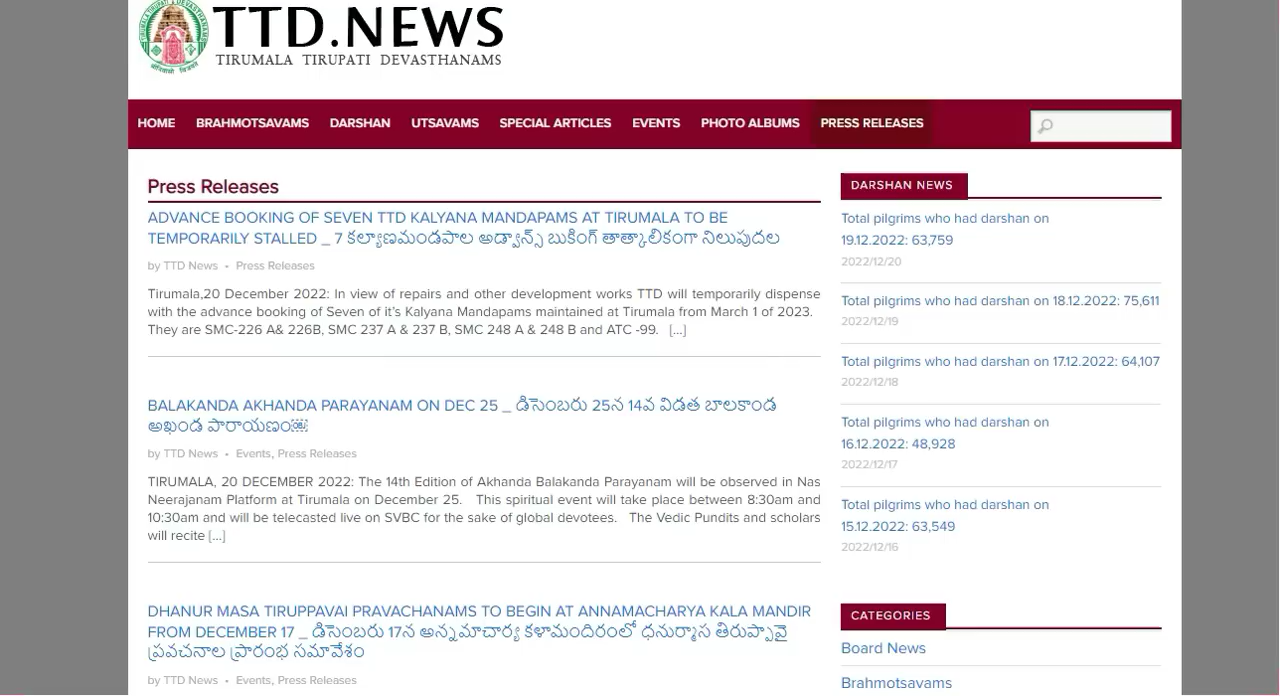 TTD.NEWS
TIRUMALA TIRUPATI DEVASTHANAMS
HOME BRAHMOTSAVAMS DARSHAN UTSAVAMS SPECIAL ARTICLES EVENTS PHOTO ALBUMS PRESS RELEASES
Press Releases
ADVANCE BOOKING OF SEVEN TTD KALYANA MANDAPAMS AT TIRUMALA TO BE
TEMPORARILY STALLED _ 7 కల్యాణమండపాల అడ్వాన్స్ బుకింగ్ తాత్కాలికంగా నిలుపుదల
by TTD News • Press Releases
Tirumala,20 December 2022: In view of repairs and other development works TTD will temporarily dispense
with the advance booking of Seven of it's Kalyana Mandapams maintained at Tirumala from March 1 of 2023.
They are SMC-226 A& 226B, SMC 237 A & 237 B, SMC 248 A & 248 B and ATC -99. [...]
BALAKANDA AKHANDA PARAYANAM ON DEC 25 _ డిసెంబరు 25న 14వ విడత బాలకాండ
అఖండ పారాయణం
by TTD News • Events, Press Releases
TIRUMALA, 20 DECEMBER 2022: The 14th Edition of Akhanda Balakanda Parayanam will be observed in Nas
Neerajanam Platform at Tirumala on December 25. This spiritual event will take place between 8:30am and
10:30am and will be telecasted live on SVBC for the sake of global devotees. The Vedic Pundits and scholars
will recite [...]
DHANUR MASA TIRUPPAVAI PRAVACHANAMS TO BEGIN AT ANNAMACHARYA KALA MANDIR
FROM DECEMBER 17 _ డిసెంబరు 17న అన్నమాచార్య కళామందిరంలో ధనుర్మాస తిరుప్పావై
ప్రవచనాల ప్రారంభ సమావేశం
by TTD News • Events, Press Releases
DARSHAN NEWS
Total pilgrims who had darshan on
19.12.2022: 63,759
2022/12/20
Total pilgrims who had darshan on 18.12.2022: 75,611
2022/12/19
Total pilgrims who had darshan on 17.12.2022: 64,107
2022/12/18
Total pilgrims who had darshan on
16.12.2022: 48,928
2022/12/17
Total pilgrims who had darshan on
15.12.2022: 63,549
2022/12/16
CATEGORIES
Board News
Brahmotsavams